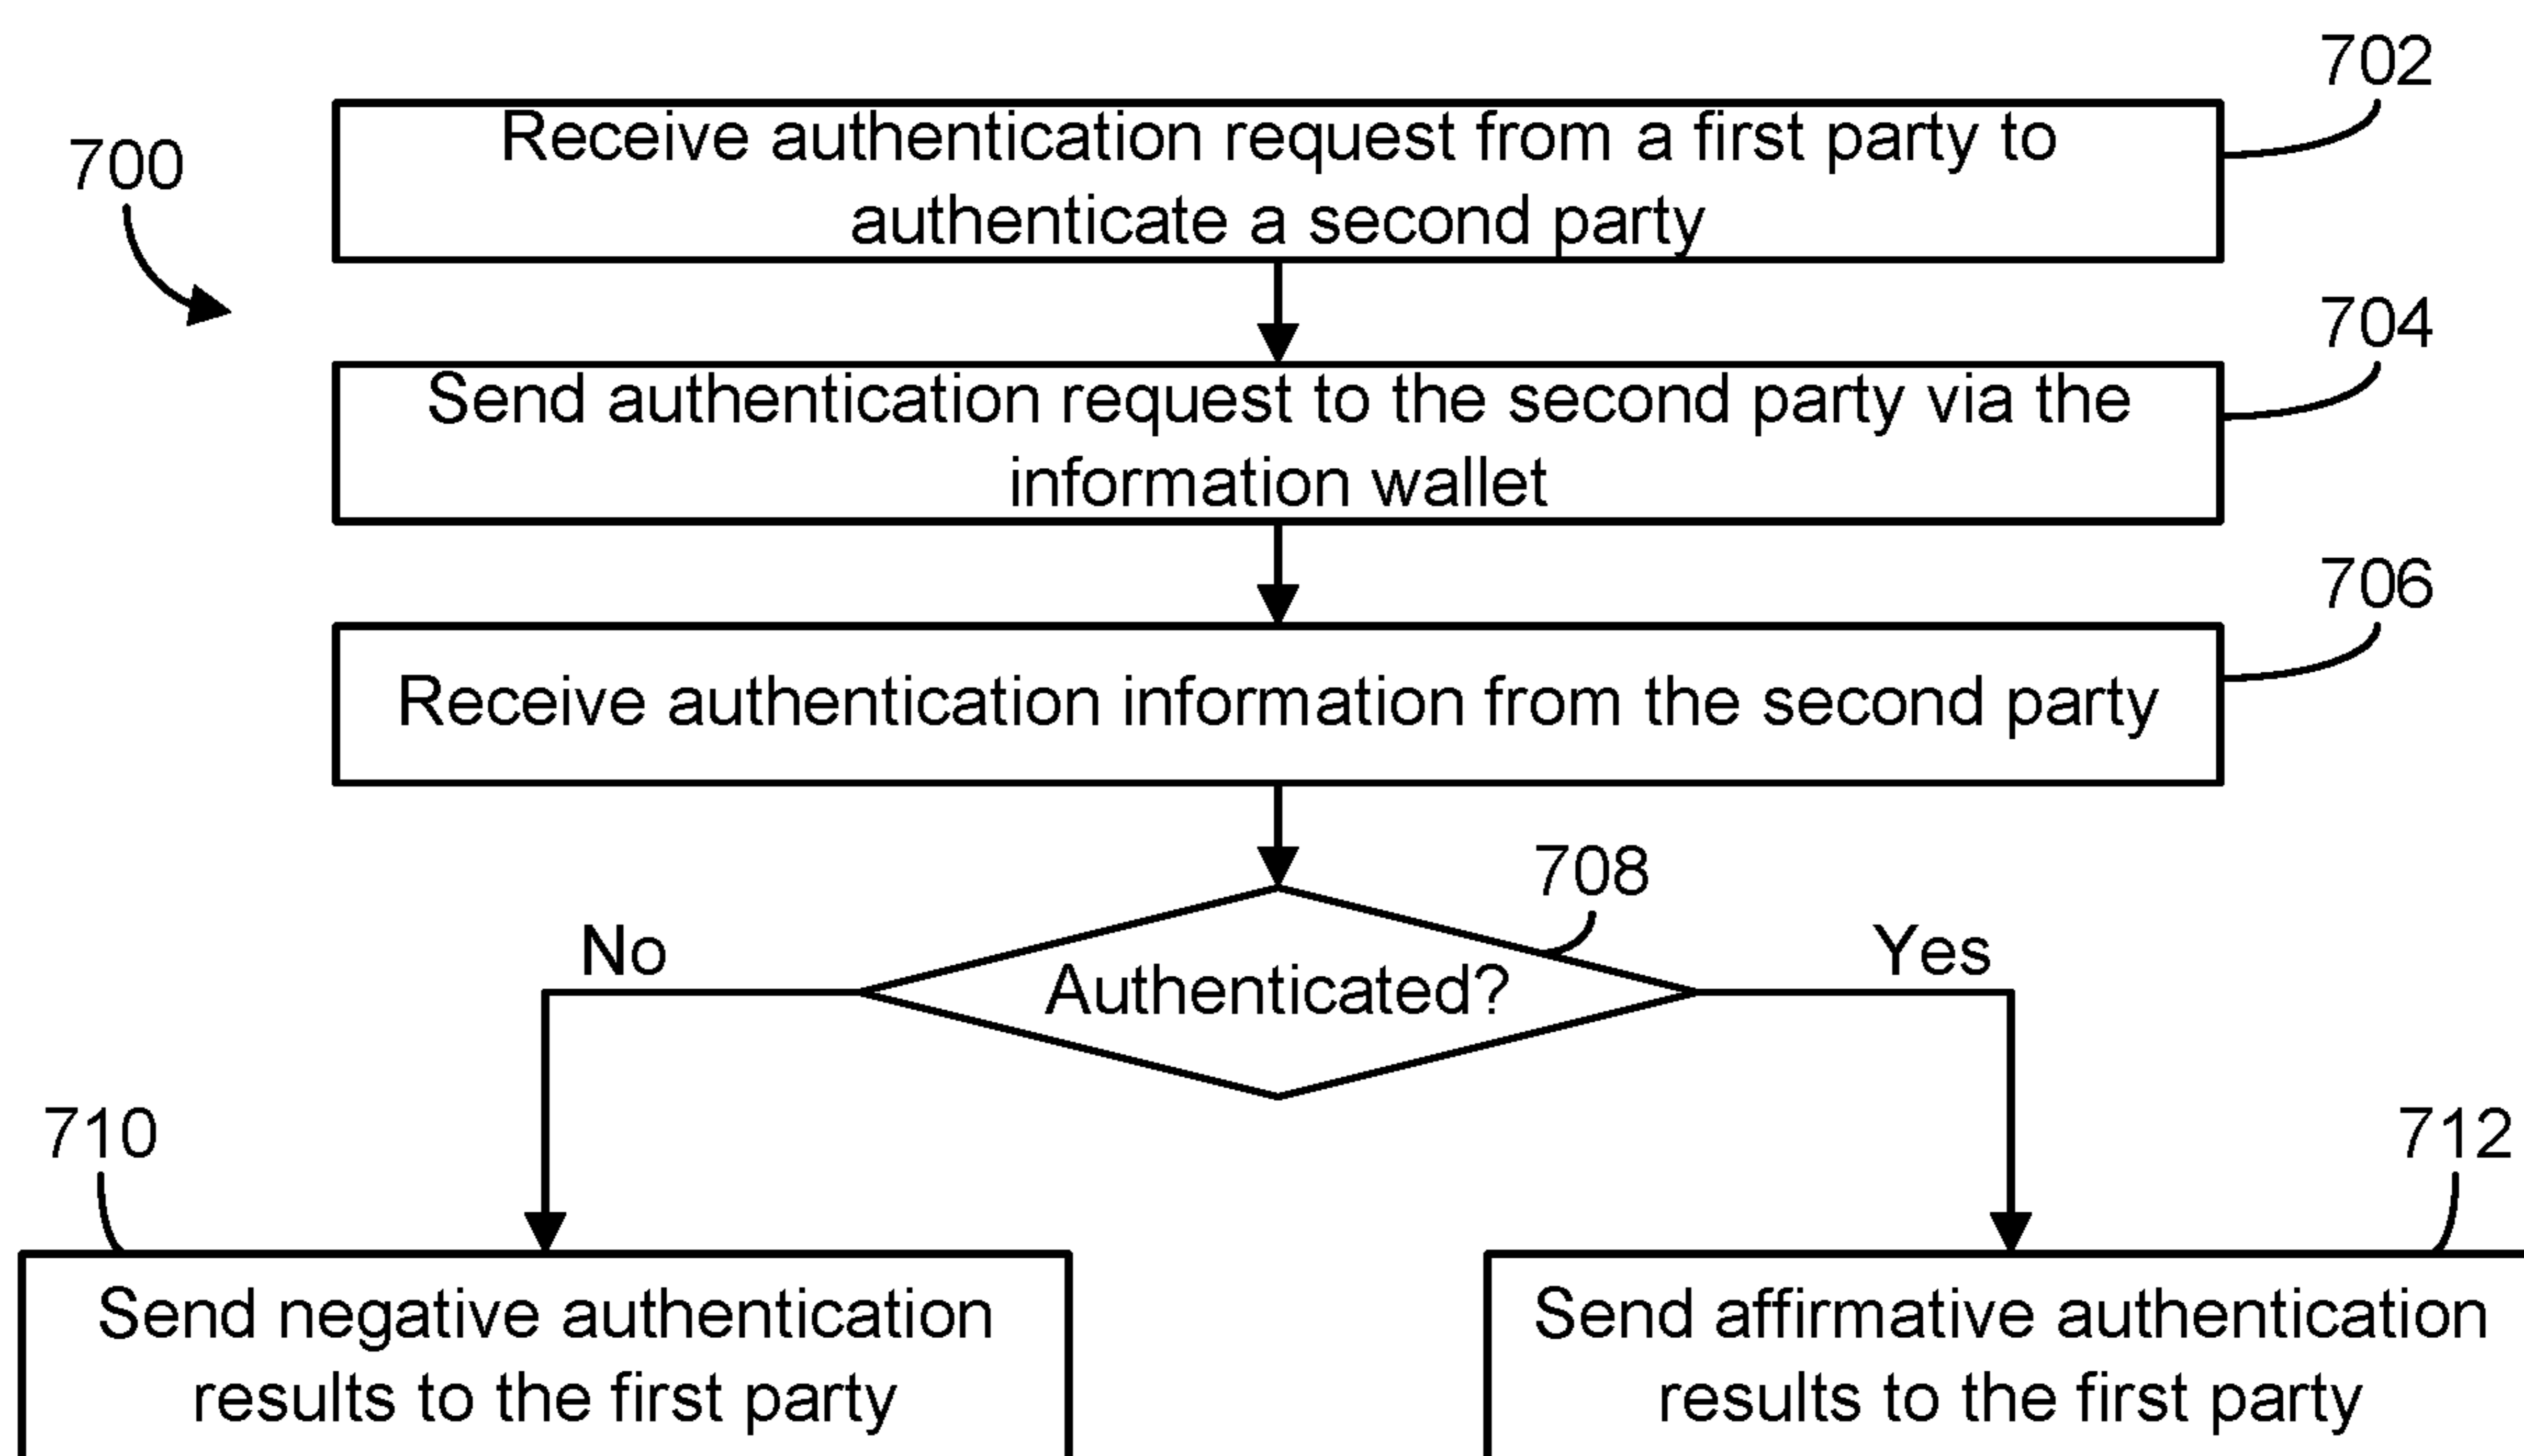 702
700
Receive authentication request from a first party to
authenticate a second party
704
Send authentication request to the second party via the
information wallet
706
Receive authentication information from the second party
708
No
Authenticated?
Yes
710
712
Send negative authentication
results to the first party
Send affirmative authentication
results to the first party